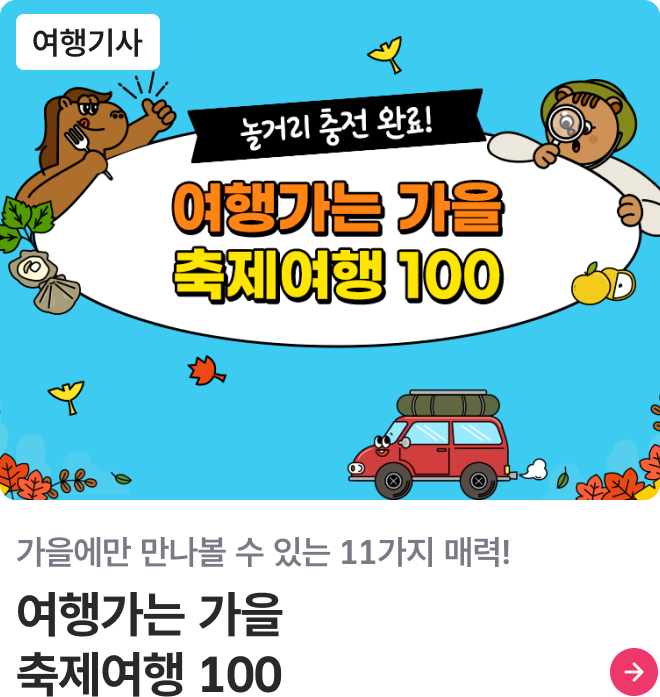 여행기사
놀거리 충전 완료!
여행가는 가을
축제여행 100
가을에만 만나볼 수 있는 11가지 매력!
여행가는 가을
축제여행 100